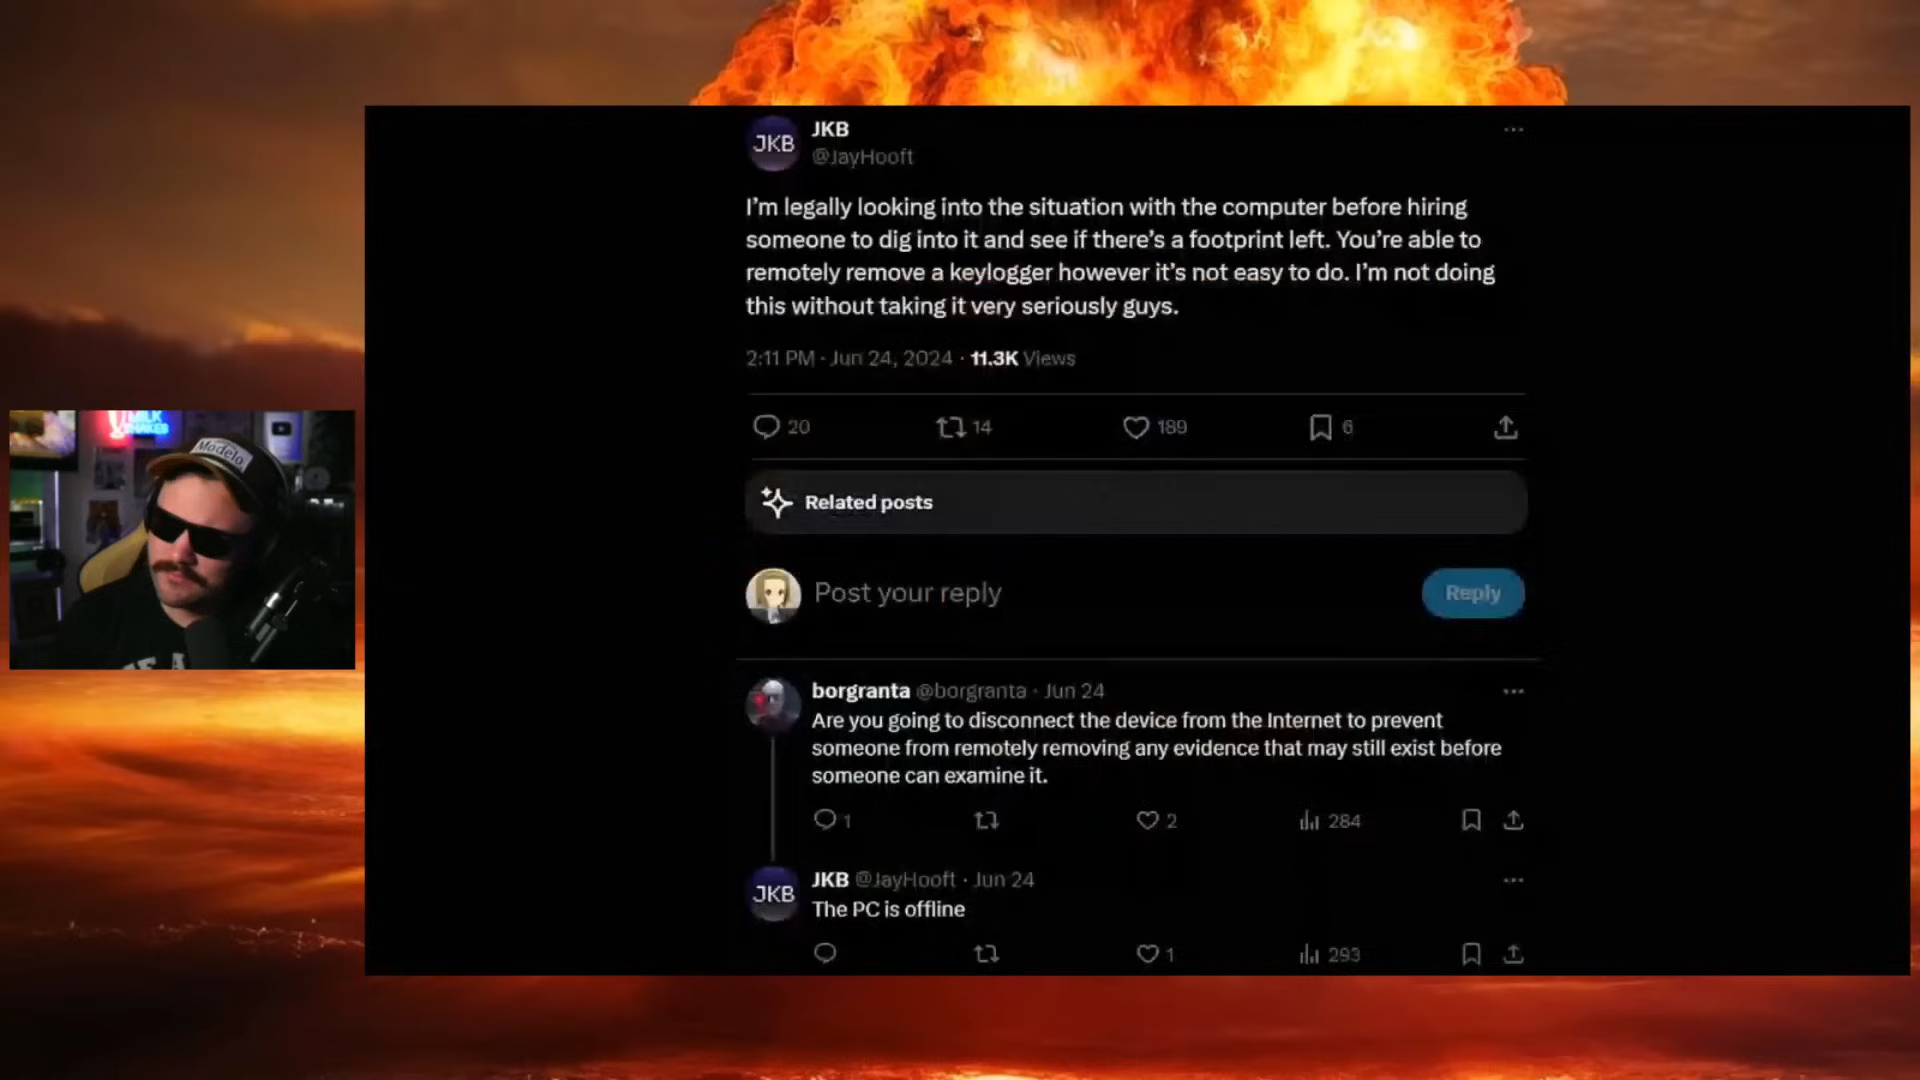 JKB
JKB
@JayHooft
I'm legally looking into the situation with the computer before hiring
someone to dig into it and see if there's a footprint left. You're able to
remotely remove a keylogger however it's not easy to do. I'm not doing
this without taking it very seriously guys.
2:11 PM · Jun 24, 2024 · 11.3K Views
20 14 189 6
Related posts
Post your reply
Reply
MILK
SHAKES
Modelo
borgranta @borgranta · Jun 24
Are you going to disconnect the device from the Internet to prevent
someone from remotely removing any evidence that may still exist before
someone can examine it.
1 2 284
JKB
JKB @JayHooft · Jun 24
The PC is offline
1 293